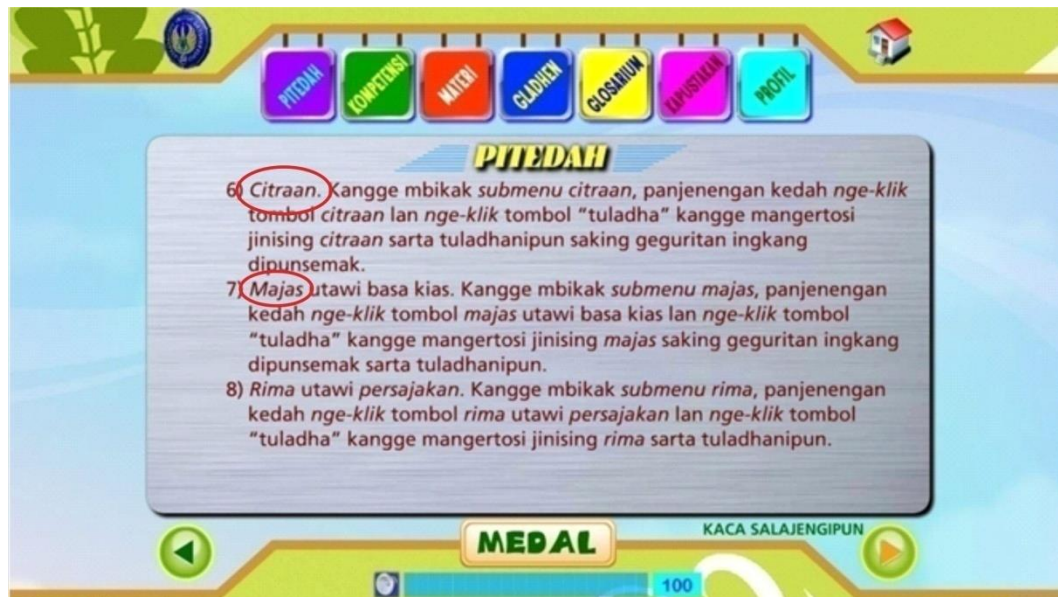 PITEDAH
KOMPETENSI
MATERI
GLADHEN
GLOSARIUM
KAPUSTAKAN
PROFIL
PITEDAH
6) Citraan. Kangge mbikak submenu citraan, panjenengan kedah nge-klik
tombol citraan lan nge-klik tombol “tuladha” kangge mangertosi
jinising citraan sarta tuladhanipun saking geguritan ingkang
dipunsemak.
7) Majas utawi basa kias. Kangge mbikak submenu majas, panjenengan
kedah nge-klik tombol majas utawi basa kias lan nge-klik tombol
“tuladha” kangge mangertosi jinising majas saking geguritan ingkang
dipunsemak sarta tuladhanipun.
8) Rima utawi persajakan. Kangge mbikak submenu rima, panjenengan
kedah nge-klik tombol rima utawi persajakan lan nge-klik tombol
“tuladha” kangge mangertosi jinising rima sarta tuladhanipun.
MEDAL
KACA SALAJENGIPUN
100